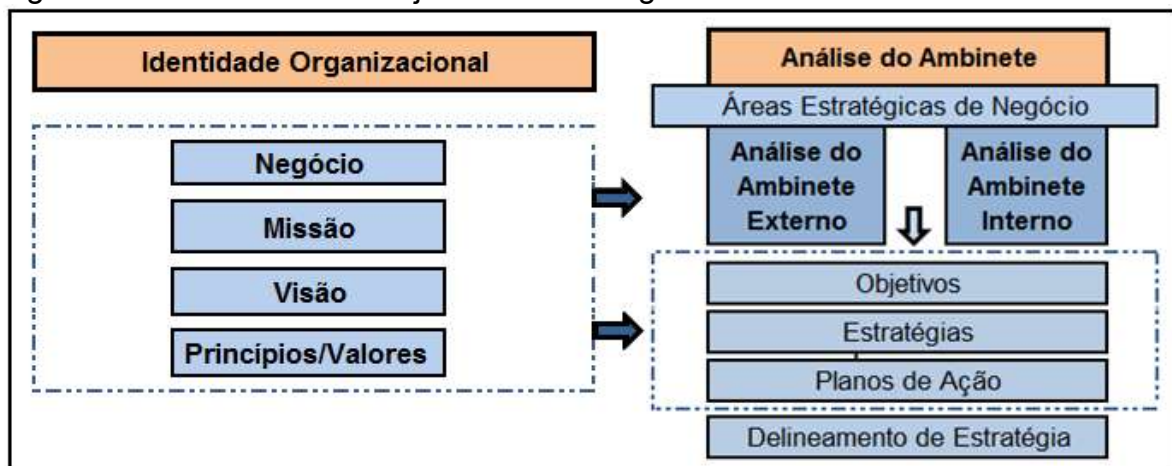 Identidade Organizacional
Negócio
Missão
Visão
Princípios/Valores
Análise do Ambinete
Áreas Estratégicas de Negócio
Análise do
Ambinete
Externo
Análise do
Ambinete
Interno
Objetivos
Estratégias
Planos de Ação
Delineamento de Estratégia